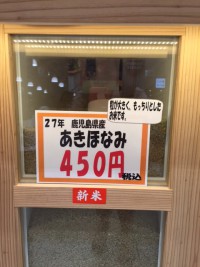 粒が大きく、もっちりとした
お米です。
27年 鹿児島県産
あきほなみ
450円
税込
新米